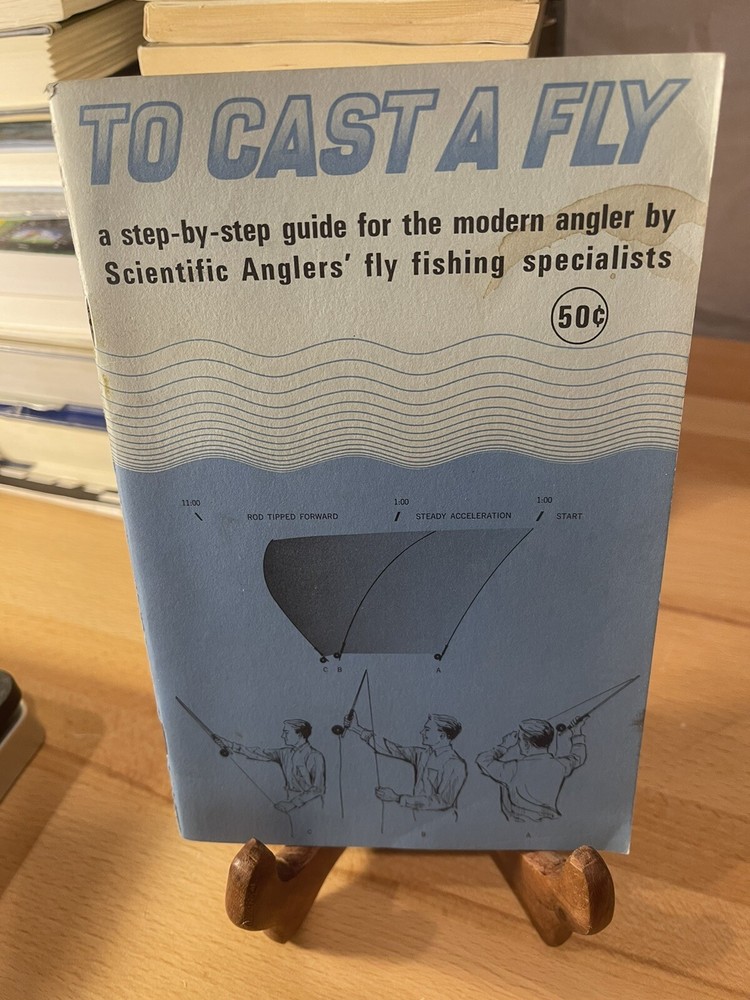 TO CAST A FLY
a step-by-step guide for the modern angler by
Scientific Anglers' fly fishing specialists
50¢
11:00 1:00 1:00
ROD TIPPED FORWARD STEADY ACCELERATION START
C B A
C B A